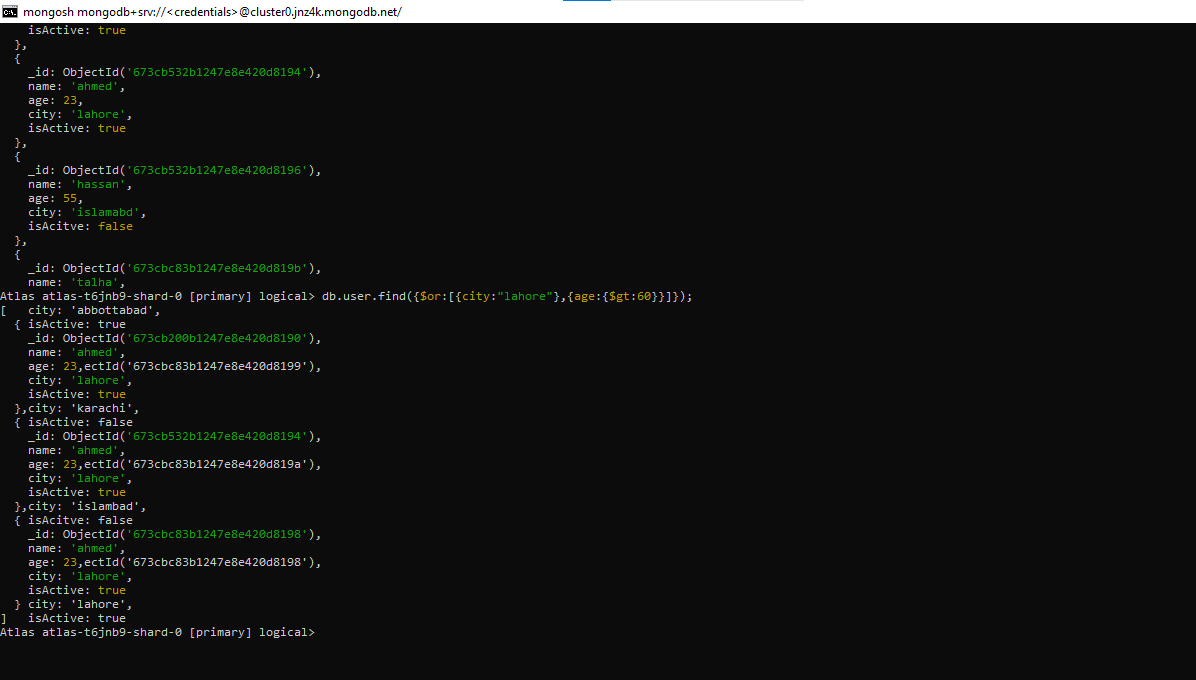 mongosh mongodb+srv://<credentials>@cluster0.jnz4k.mongodb.net/
isActive: true
},
{
_id: ObjectId('673cb532b1247e8e420d8194'),
name: 'ahmed',
age: 23,
city: 'lahore',
isActive: true
},
{
_id: ObjectId('673cb532b1247e8e420d8196'),
name: 'hassan',
age: 55,
city: 'islamabd',
isAcitve: false
},
{
_id: ObjectId('673cbc83b1247e8e420d819b'),
name: 'talha',
Atlas atlas-t6jnb9-shard-0 [primary] logical> db.user.find({$or:[{city:"lahore"},{age:{$gt:60}}]});
[   city: 'abbottabad',
{ isActive: true
_id: ObjectId('673cb200b1247e8e420d8190'),
name: 'ahmed',
age: 23,ectId('673cbc83b1247e8e420d8199'),
city: 'lahore',
isActive: true
},city: 'karachi',
{ isActive: false
_id: ObjectId('673cb532b1247e8e420d8194'),
name: 'ahmed',
age: 23,ectId('673cbc83b1247e8e420d819a'),
city: 'lahore',
isActive: true
},city: 'islambad',
{ isAcitve: false
_id: ObjectId('673cbc83b1247e8e420d8198'),
name: 'ahmed',
age: 23,ectId('673cbc83b1247e8e420d8198'),
city: 'lahore',
isActive: true
} city: 'lahore',
]   isActive: true
Atlas atlas-t6jnb9-shard-0 [primary] logical>